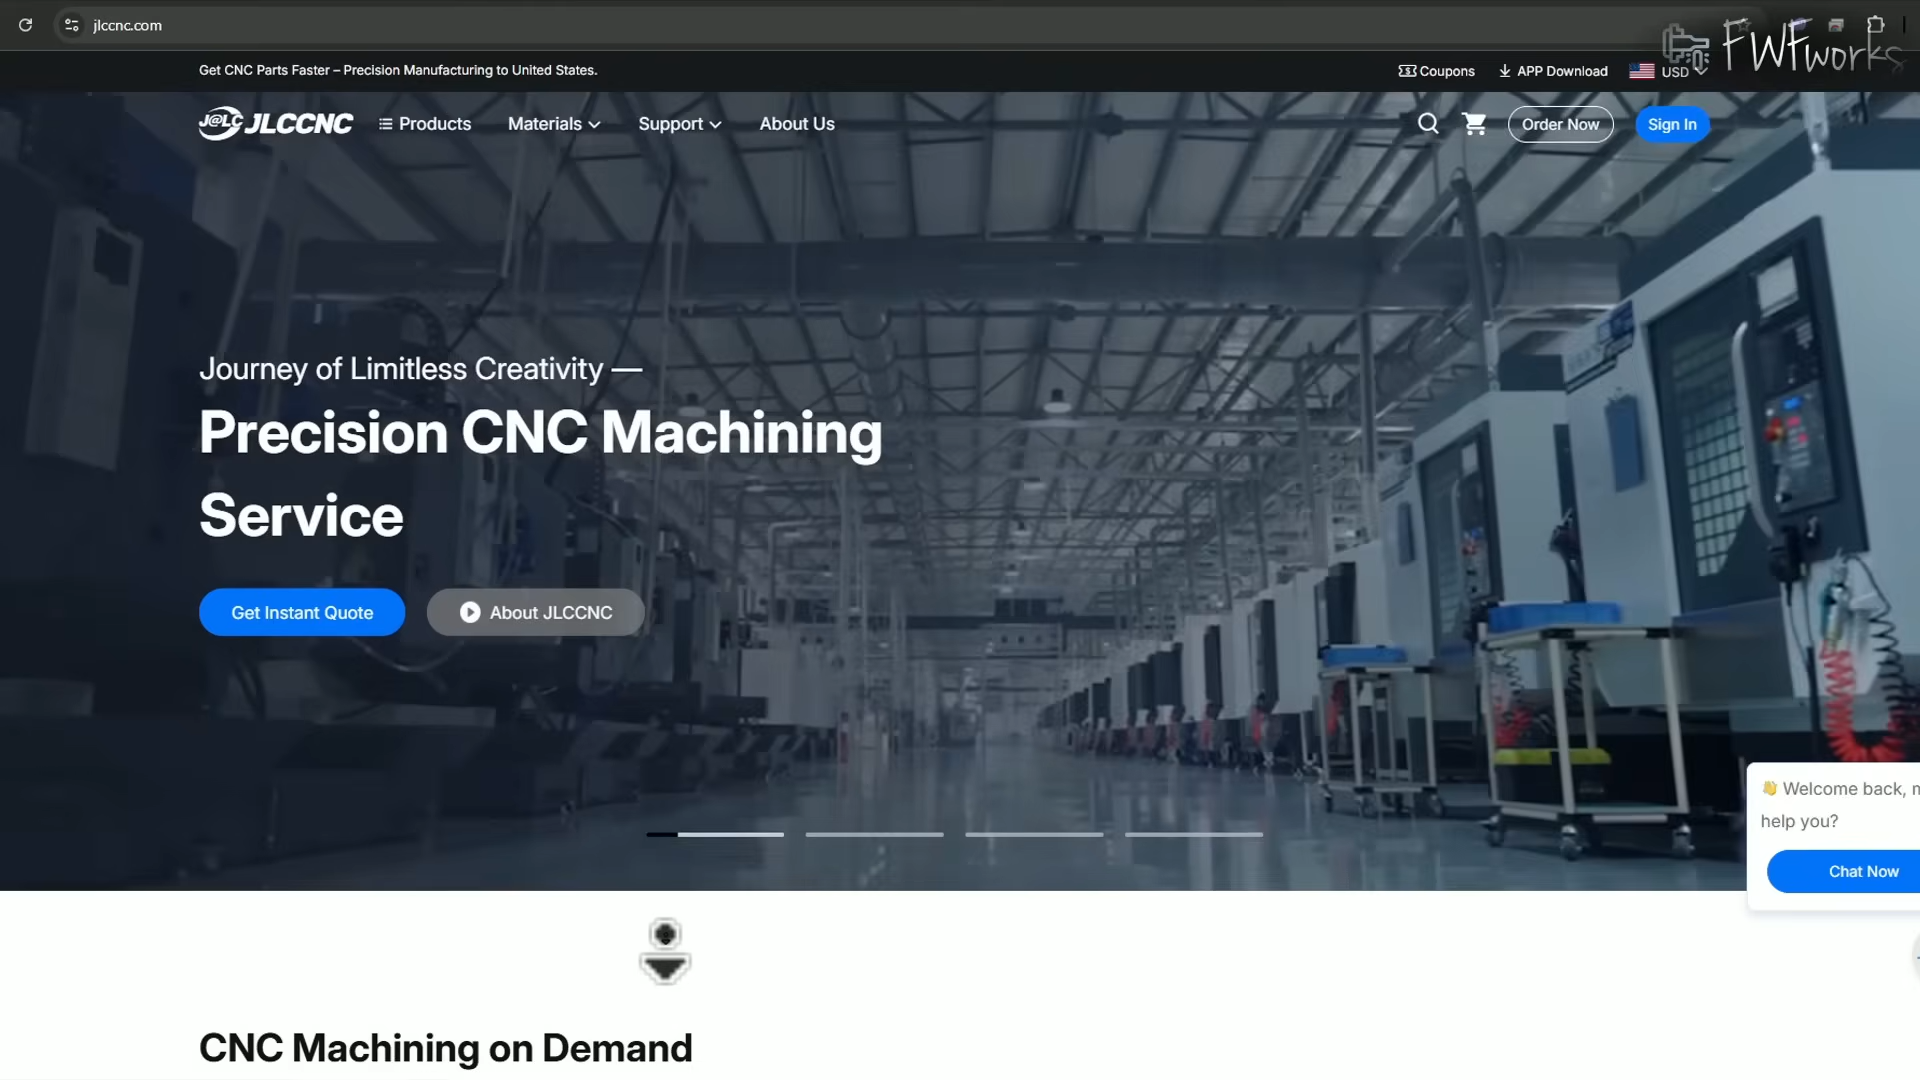 jlccnc.com
Get CNC Parts Faster – Precision Manufacturing to United States.
Coupons
APP Download
USD
FWFworks
J@LC JLCCNC
Products
Materials
Support
About Us
Order Now
Sign In
Journey of Limitless Creativity —
Precision CNC Machining
Service
Get Instant Quote
About JLCCNC
👋 Welcome back, m
help you?
Chat Now
CNC Machining on Demand